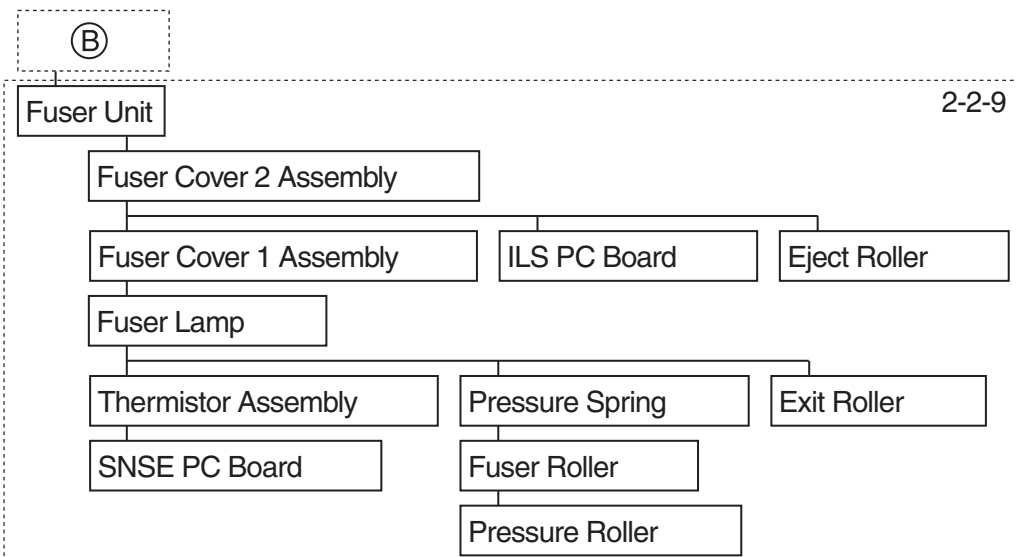 B
2-2-9
Fuser Unit
Fuser Cover 2 Assembly
Fuser Cover 1 Assembly
ILS PC Board
Eject Roller
Fuser Lamp
Thermistor Assembly
Pressure Spring
Exit Roller
SNSE PC Board
Fuser Roller
Pressure Roller